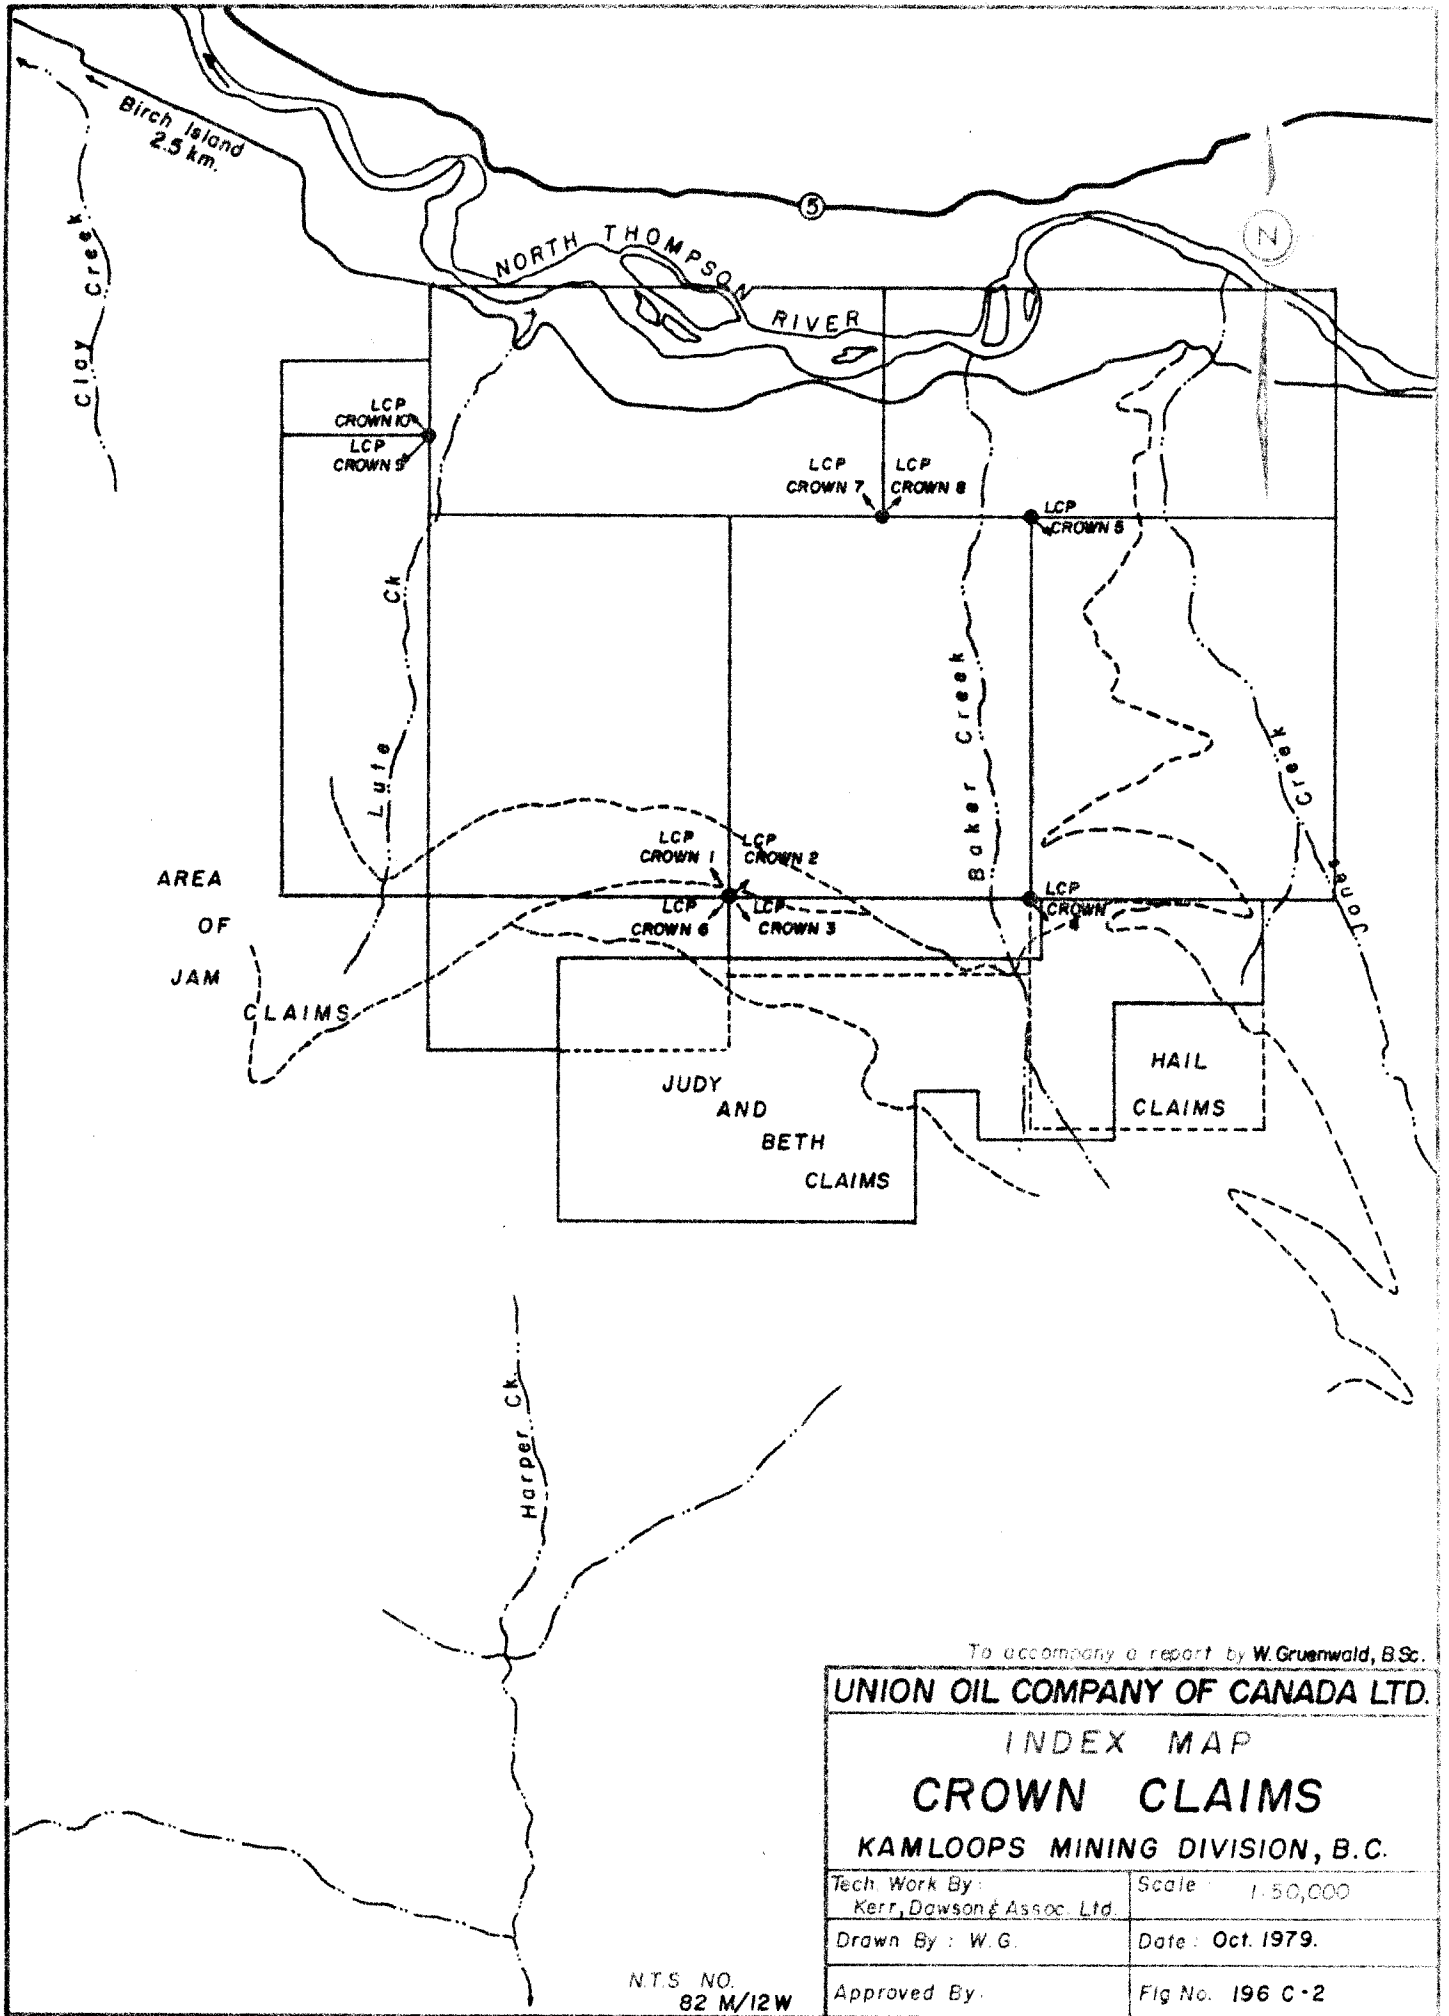 Birch Island
2.5 km.
Clay Creek
5
NORTH THOMPSON RIVER
N
LCP
CROWN 10
LCP
CROWN 9
LCP
CROWN 7
LCP
CROWN 8
LCP
CROWN 5
Lute Ck
Baker Creek
Jones Creek
LCP
CROWN 1
LCP
CROWN 2
LCP
CROWN 6
LCP
CROWN 3
LCP
CROWN
4
AREA
OF
JAM
CLAIMS
JUDY
AND
BETH
CLAIMS
HAIL
CLAIMS
Harper Ck.
To accompany a report by W. Gruenwald, B.Sc.
UNION OIL COMPANY OF CANADA LTD.
INDEX MAP
CROWN CLAIMS
KAMLOOPS MINING DIVISION, B.C.
Tech. Work By:
Kerr, Dawson & Assoc. Ltd.
Scale 1:50,000
Drawn By: W.G.
Date: Oct. 1979.
Approved By:
Fig No. 196 C-2
N.T.S NO.
82 M/12W